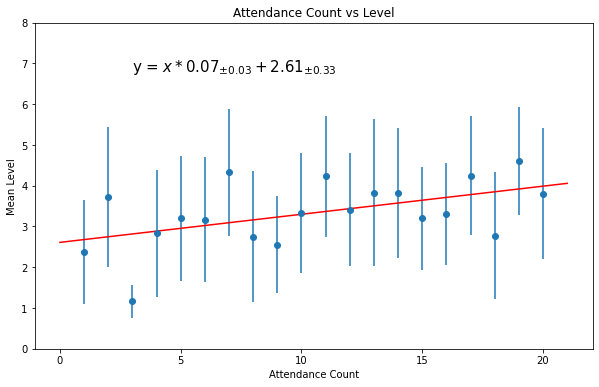 Attendance Count vs Level
8
7
6
5
4
3
2
1
0
Mean Level
y = x * 0.07±0.03 + 2.61±0.33
0 5 10 15 20
Attendance Count